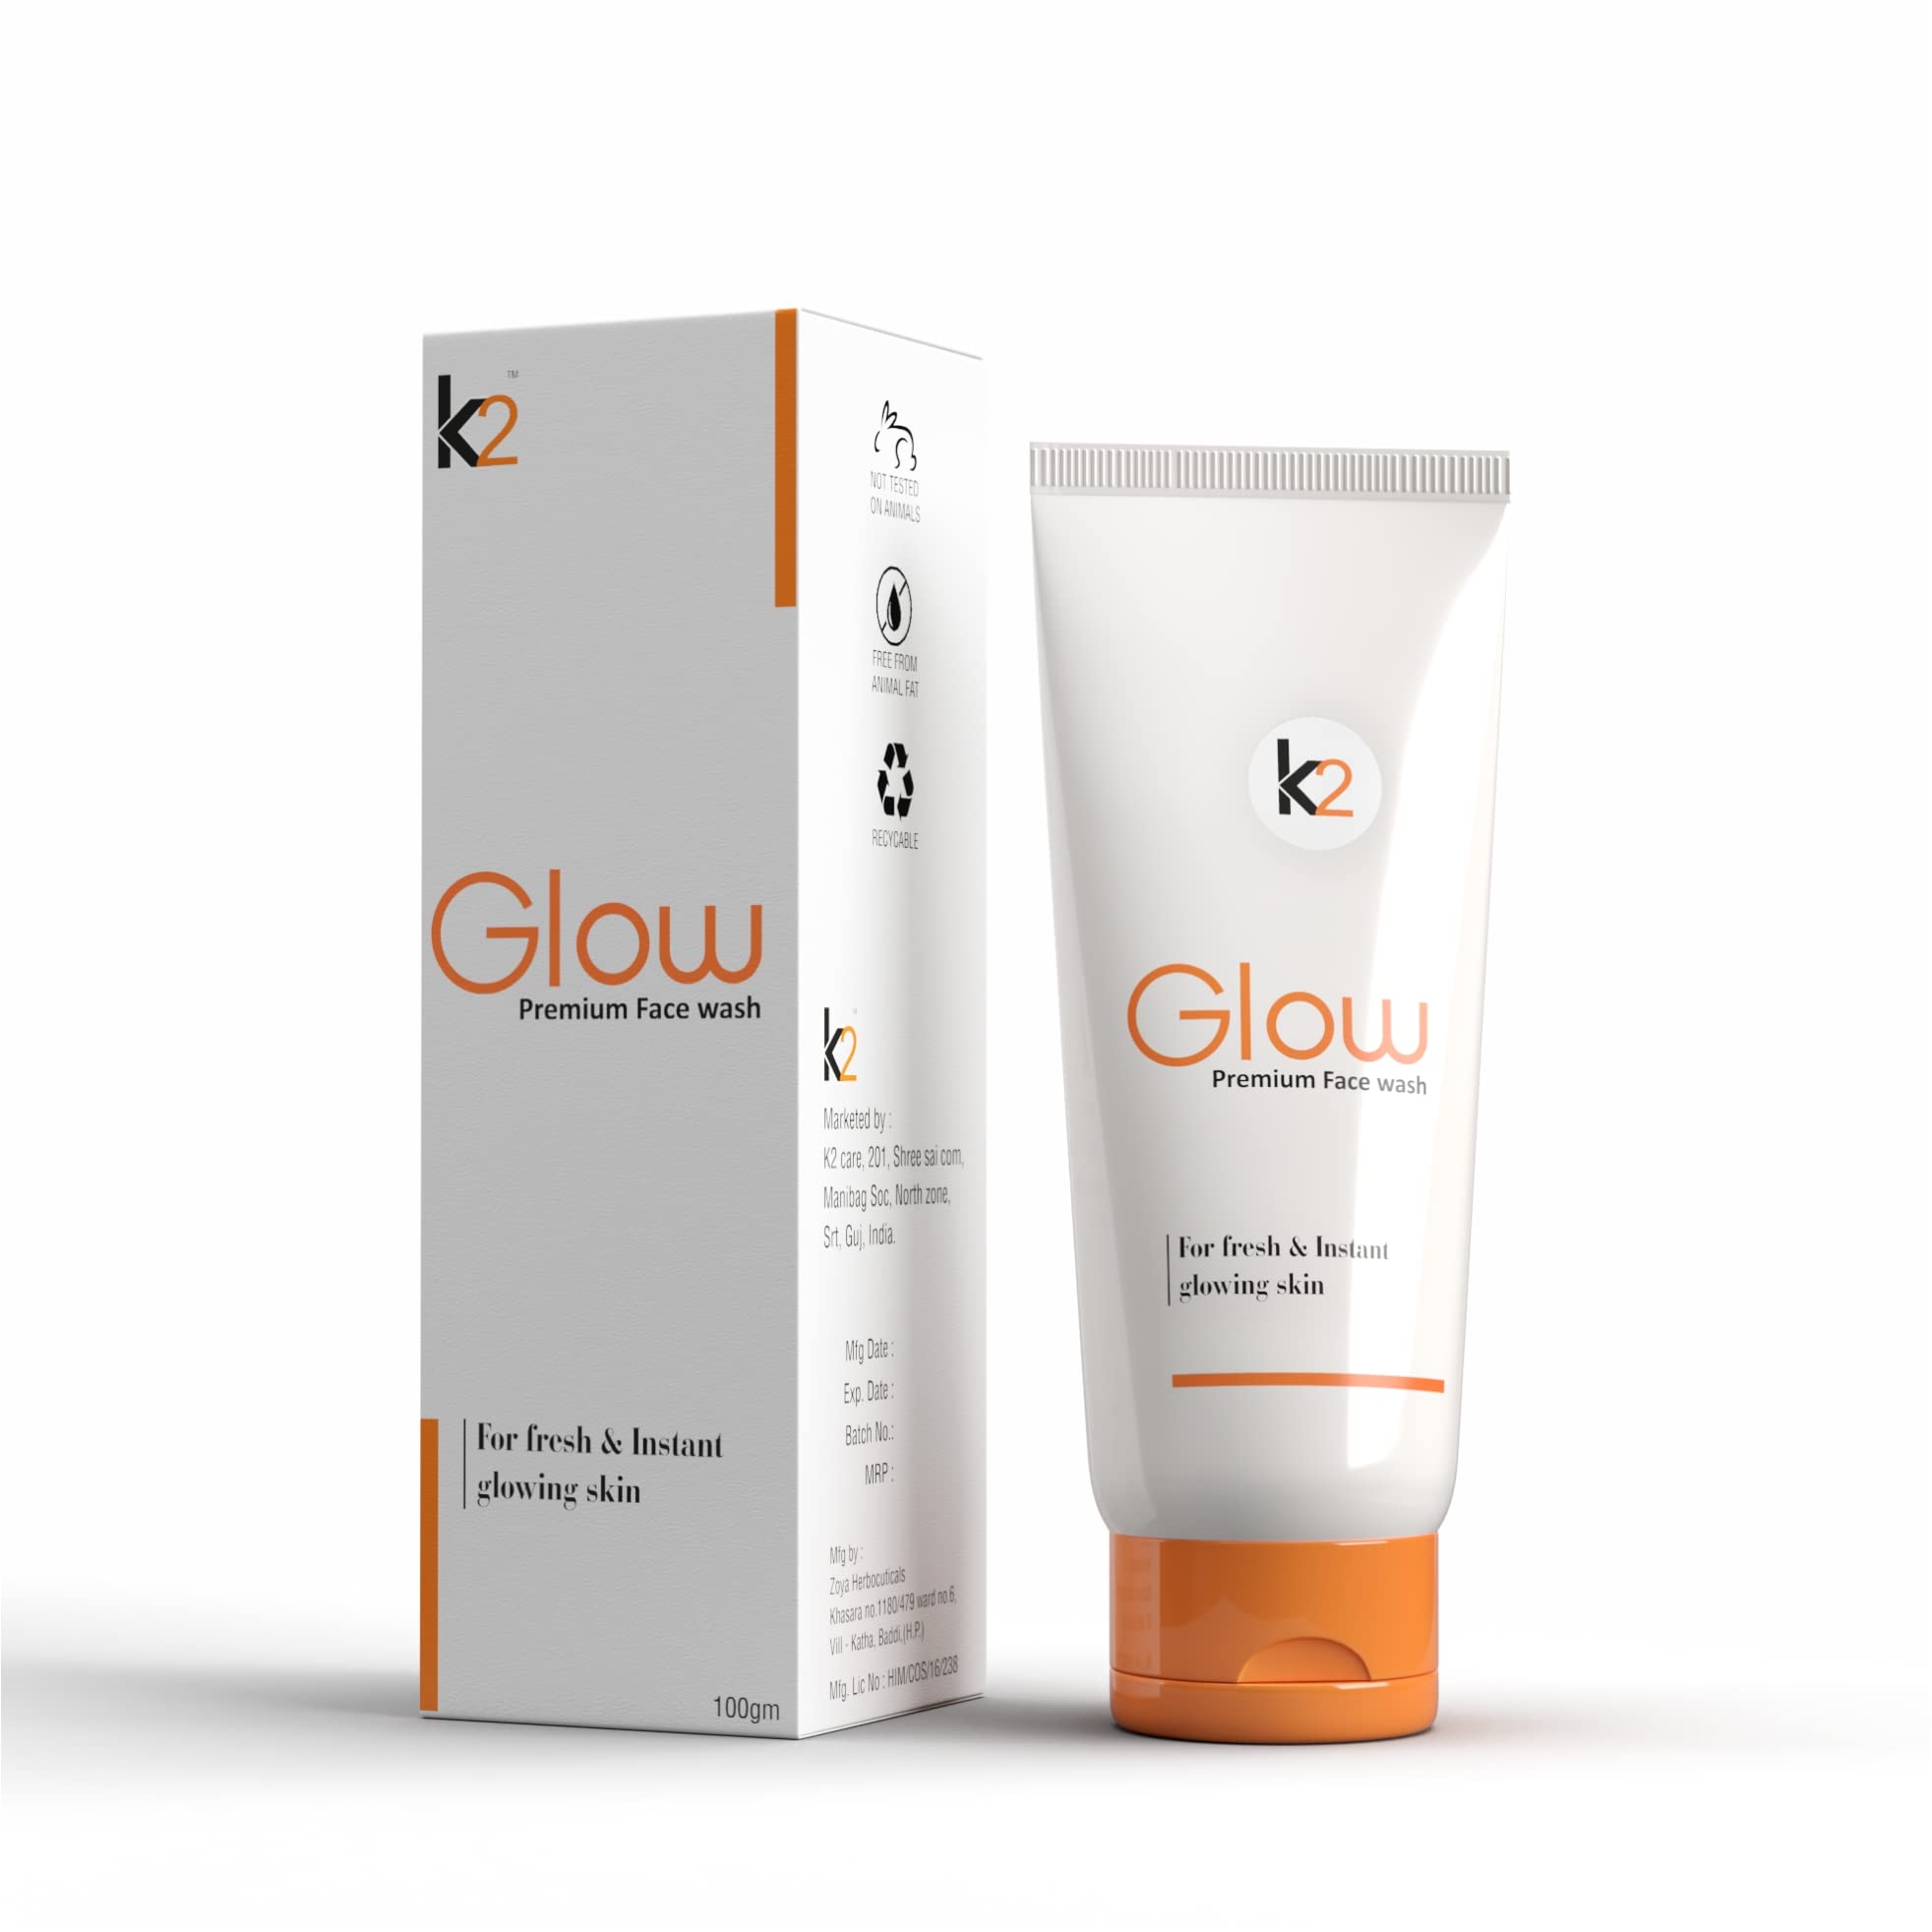 k2
TM
Glow
Premium Face wash
For fresh & Instant
glowing skin
100gm
NOT TESTED
ON ANIMALS
FREE FROM
ANIMAL FAT
RECYCABLE
k2
Marketed by :
K2 care, 201, Shree sai com,
Manibag Soc, North zone,
Srt, Guj, India.
Mfg Date :
Exp. Date :
Batch No.:
MRP :
Mfg by :
Zoya Herbocuticals
Khasara no.1180/479 ward no.6,
Vill - Katha, Baddi,(H.P.)
Mfg. Lic No : HIM/COS/16/238
k2
Glow
Premium Face wash
For fresh & Instant
glowing skin